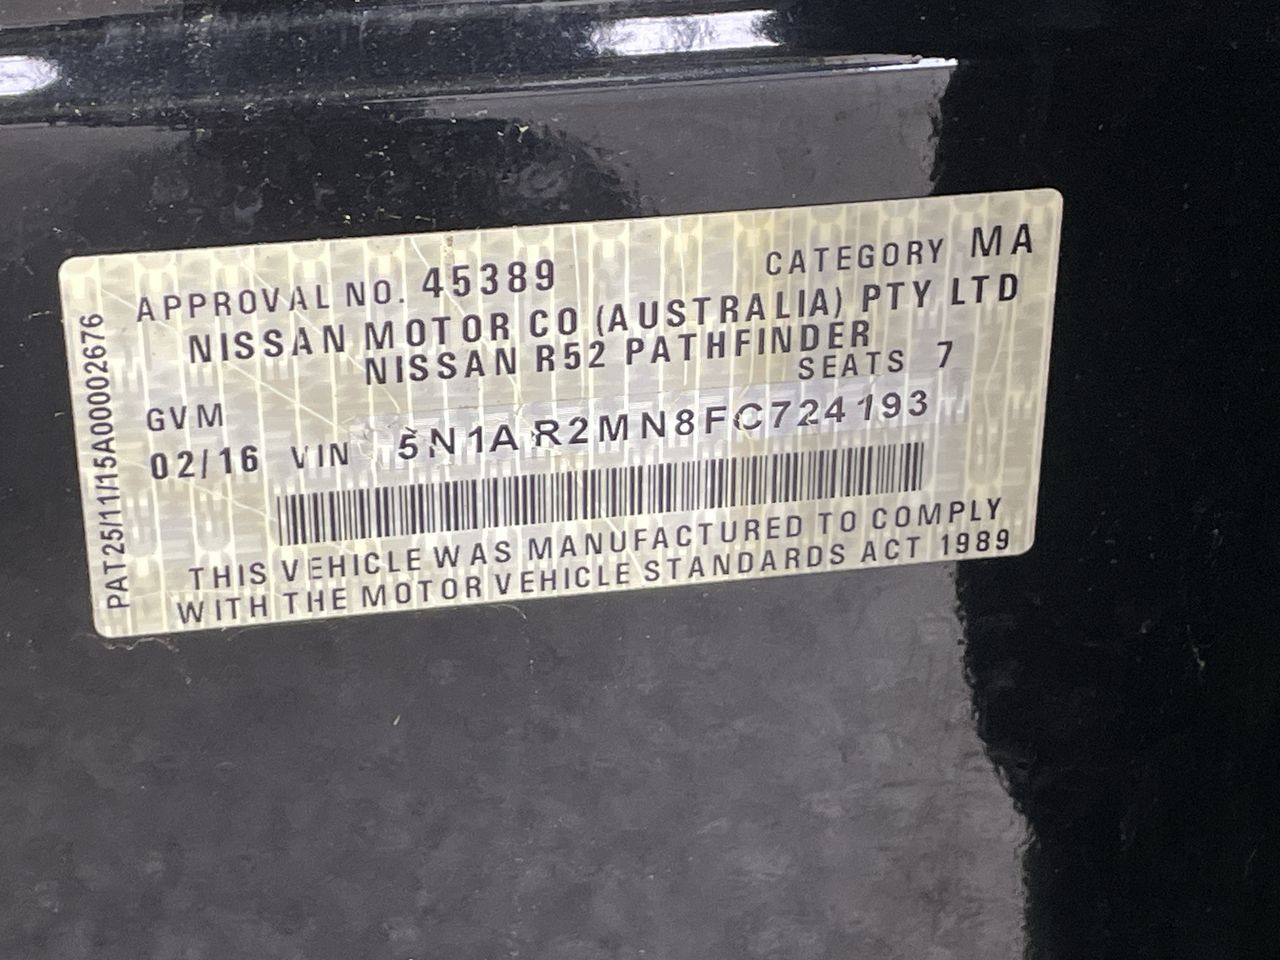 APPROVAL NO. 45389 CATEGORY MA
NISSAN MOTOR CO (AUSTRALIA) PTY LTD
NISSAN R52 PATHFINDER
SEATS 7
GVM
02/16 VIN 5N1AR2MN8FC724193
THIS VEHICLE WAS MANUFACTURED TO COMPLY
WITH THE MOTOR VEHICLE STANDARDS ACT 1989
PAT25/11/15A00002676